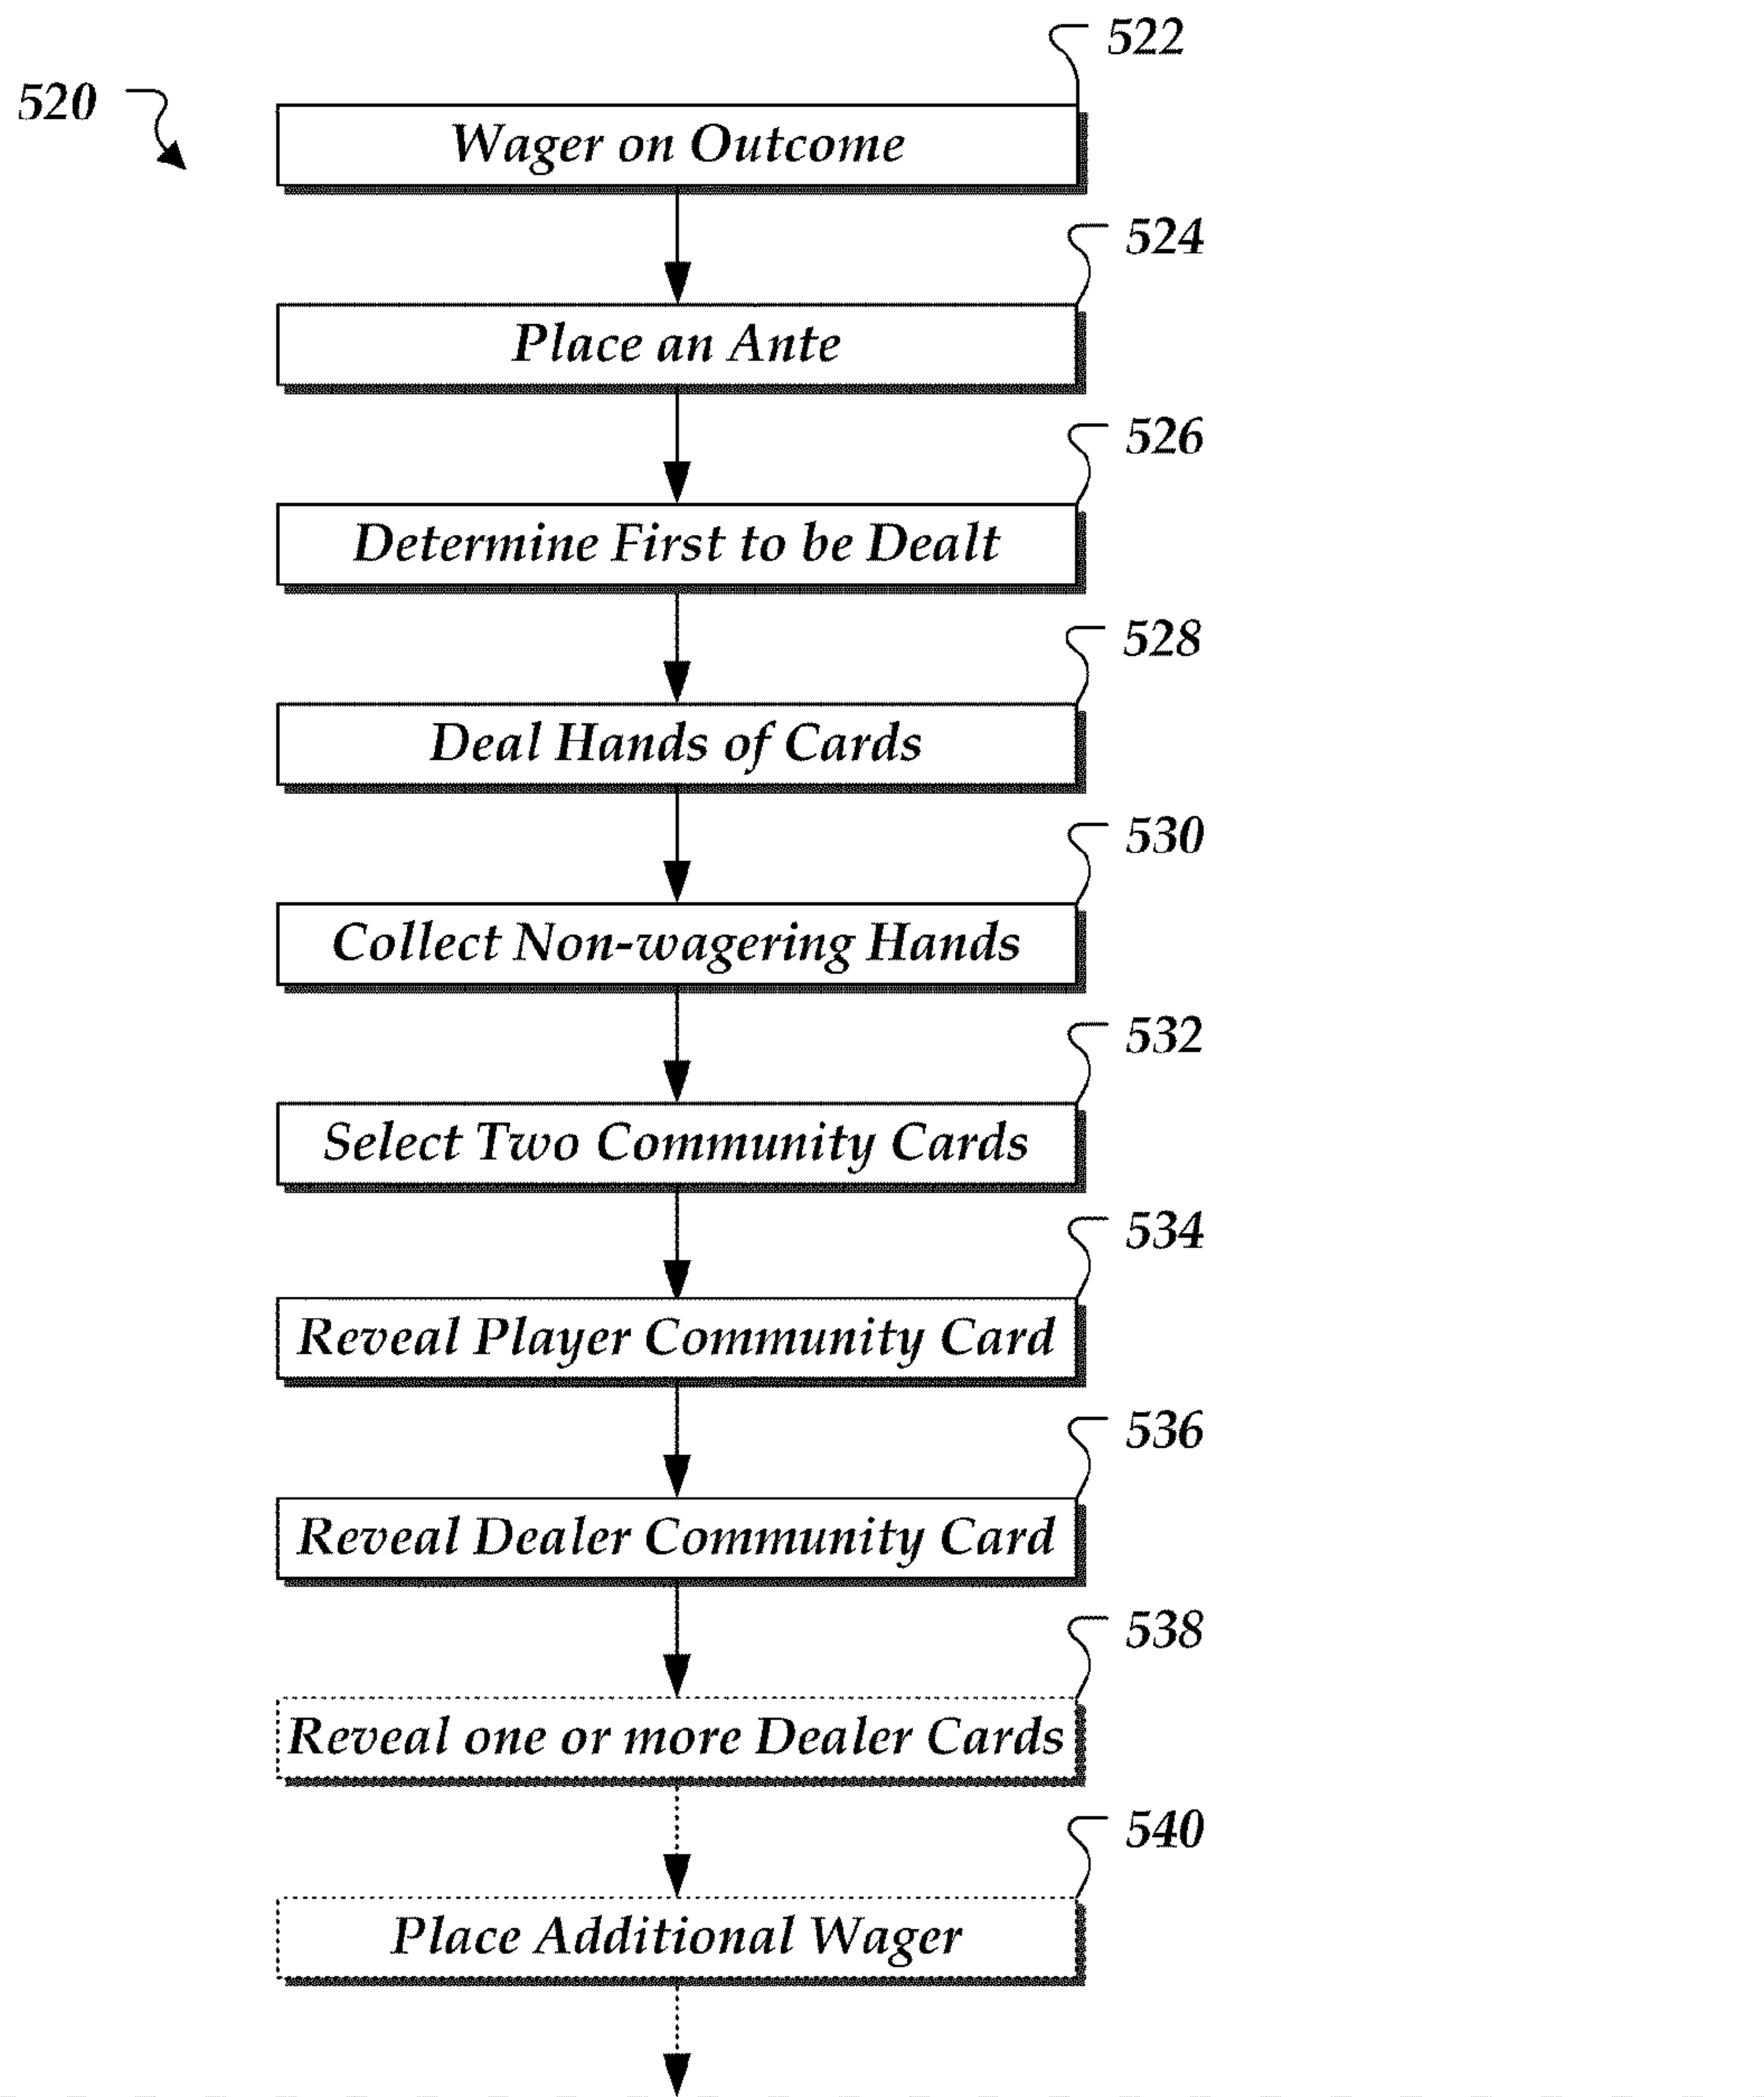 522
520
Wager on Outcome
524
Place an Ante
526
Determine First to be Dealt
528
Deal Hands of Cards
530
Collect Non-wagering Hands
532
Select Two Community Cards
534
Reveal Player Community Card
536
Reveal Dealer Community Card
538
Reveal one or more Dealer Cards
540
Place Additional Wager